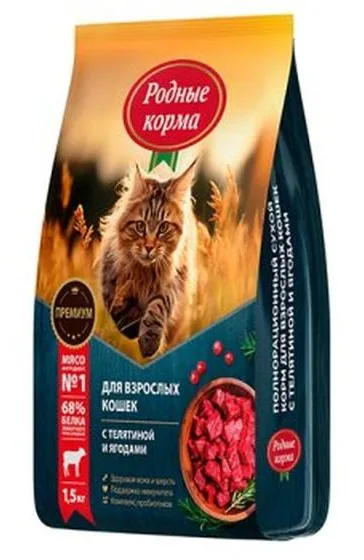 Родные
корма
ПРЕМИУМ
МЯСО
№1
68%
БЕЛКА
1,5кг
ДЛЯ ВЗРОСЛЫХ
КОШЕК
С ТЕЛЯТИНОЙ
И ЯГОДАМИ
Здоровая кожа и шерсть
Поддержка иммунитета
Комплекс пробиотиков
ПОЛНОРАЦИОННЫЙ СУХОЙ
КОРМ ДЛЯ ВЗРОСЛЫХ КОШЕК
С ТЕЛЯТИНОЙ И ЯГОДАМИ
Родные
корма